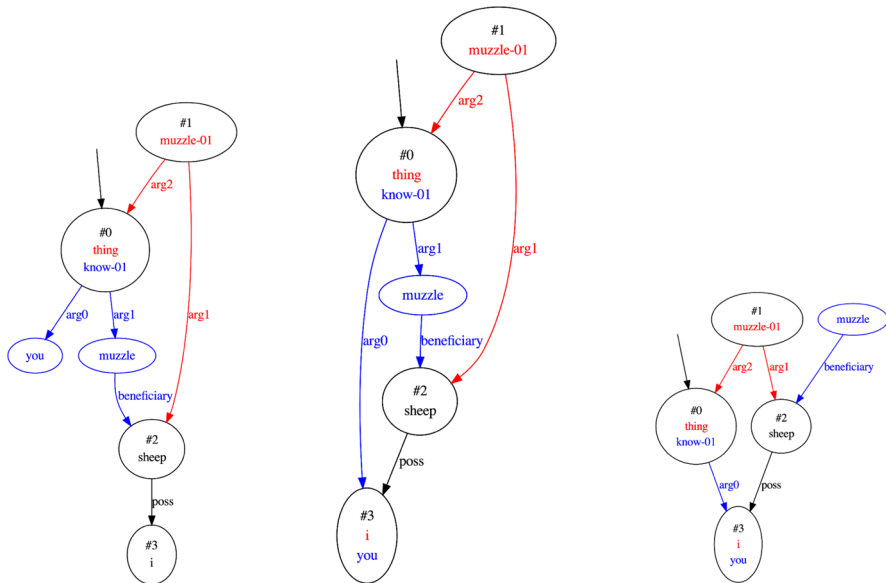 #1
muzzle-01
arg2
#0
thing
know-01
arg0
arg1
arg1
you
muzzle
beneficiary
#2
sheep
poss
#3
i
#1
muzzle-01
arg2
#0
thing
know-01
arg1
arg1
muzzle
arg0
beneficiary
#2
sheep
poss
#3
i
you
#1
muzzle-01
muzzle
arg2
arg1
beneficiary
#0
thing
know-01
#2
sheep
arg0
poss
#3
i
you